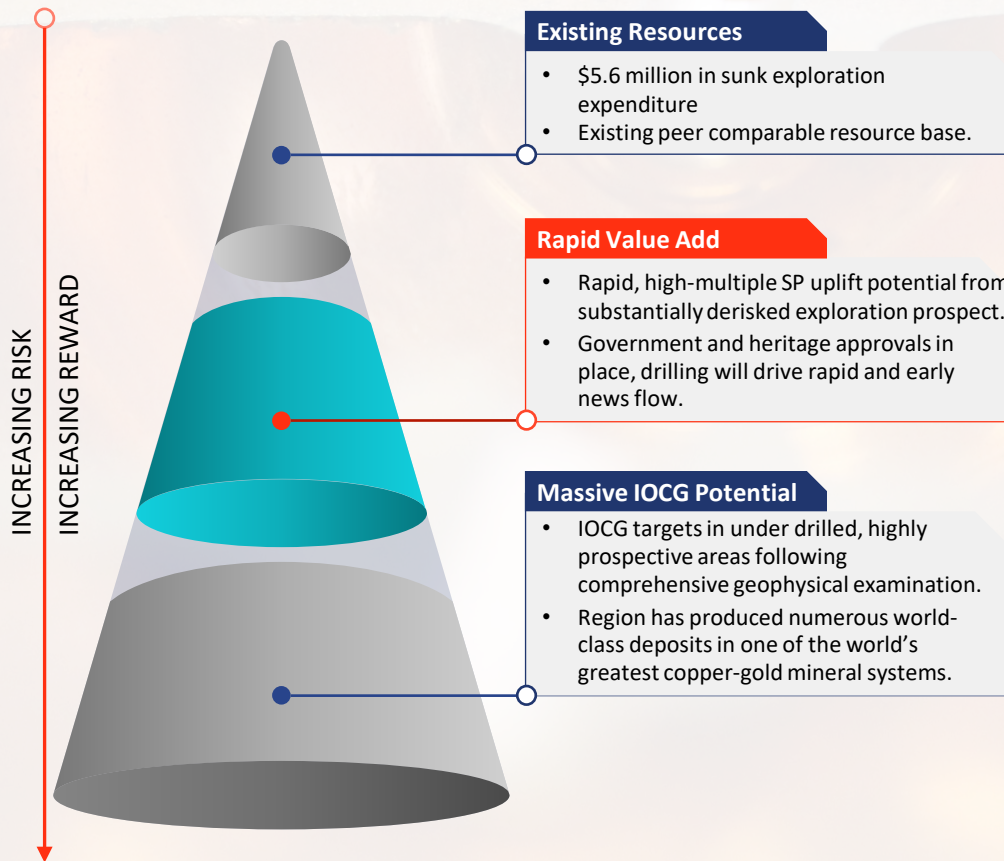 INCREASING RISK
INCREASING REWARD
Existing Resources
• $5.6 million in sunk exploration
expenditure
• Existing peer comparable resource base.
Rapid Value Add
• Rapid, high-multiple SP uplift potential from
substantially derisked exploration prospect.
• Government and heritage approvals in
place, drilling will drive rapid and early
news flow.
Massive IOCG Potential
• IOCG targets in under drilled, highly
prospective areas following
comprehensive geophysical examination.
• Region has produced numerous world-
class deposits in one of the world’s
greatest copper-gold mineral systems.